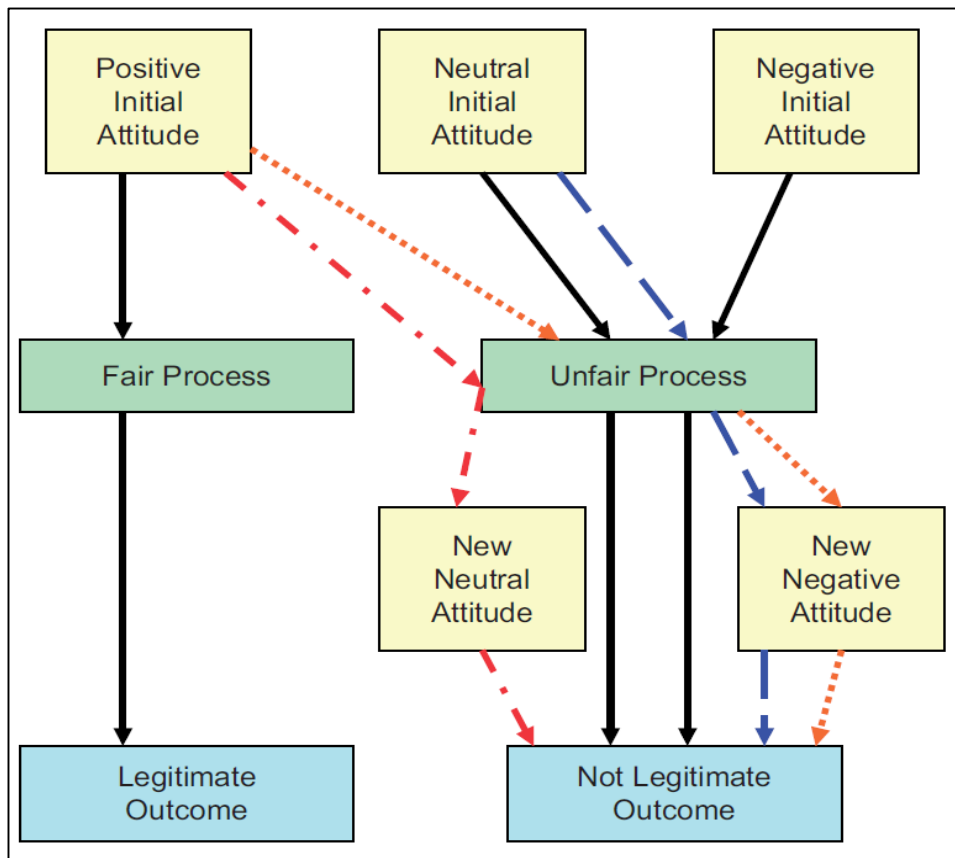 Positive
Initial
Attitude
Neutral
Initial
Attitude
Negative
Initial
Attitude
Fair Process
Unfair Process
New
Neutral
Attitude
New
Negative
Attitude
Legitimate
Outcome
Not Legitimate
Outcome